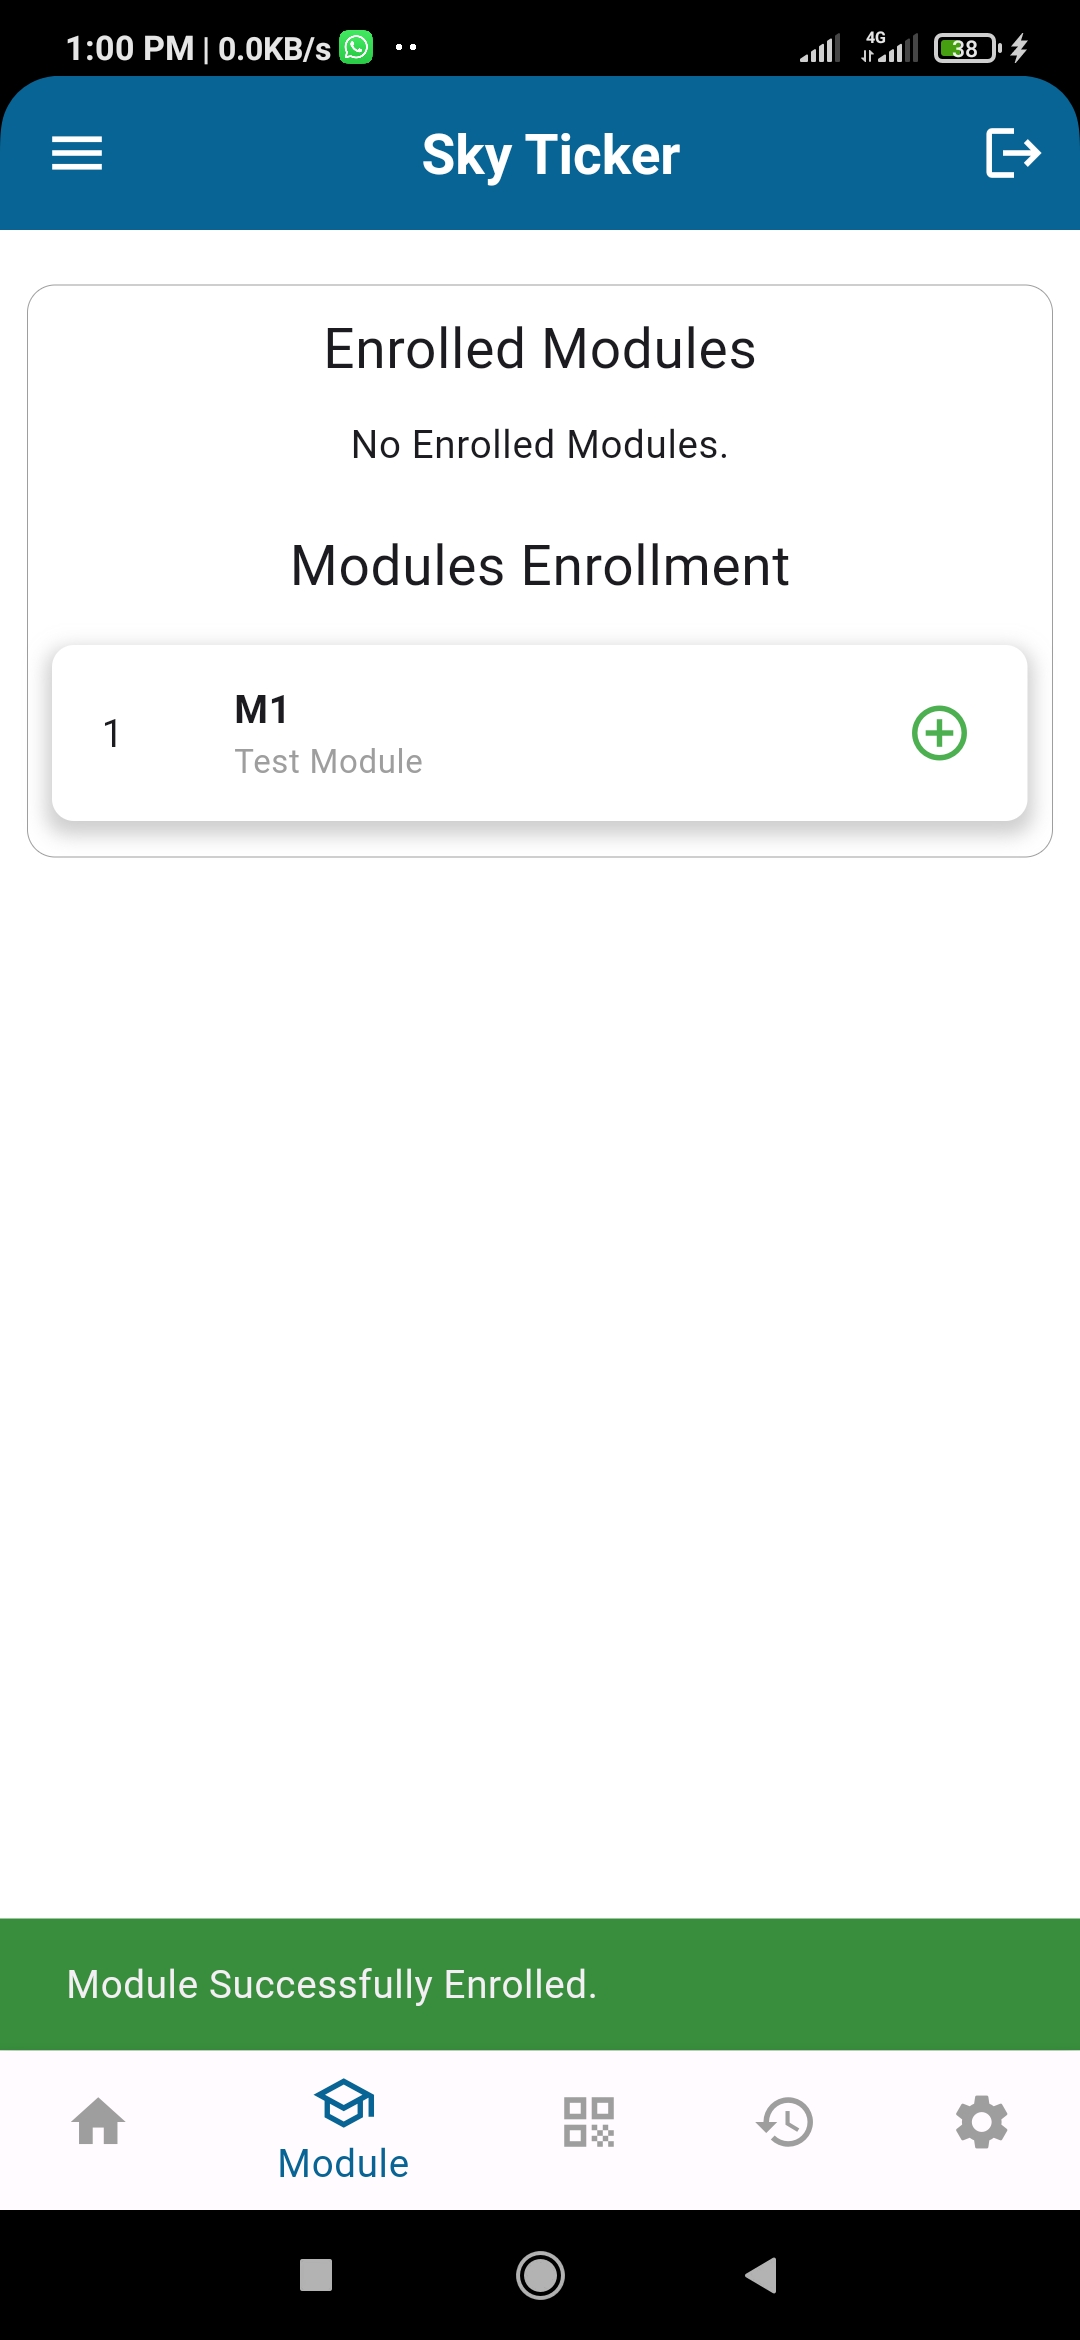 1:00 PM | 0.0KB/s
4G
38
Sky Ticker
Enrolled Modules
No Enrolled Modules.
Modules Enrollment
1
M1
Test Module
Module Successfully Enrolled.
Module